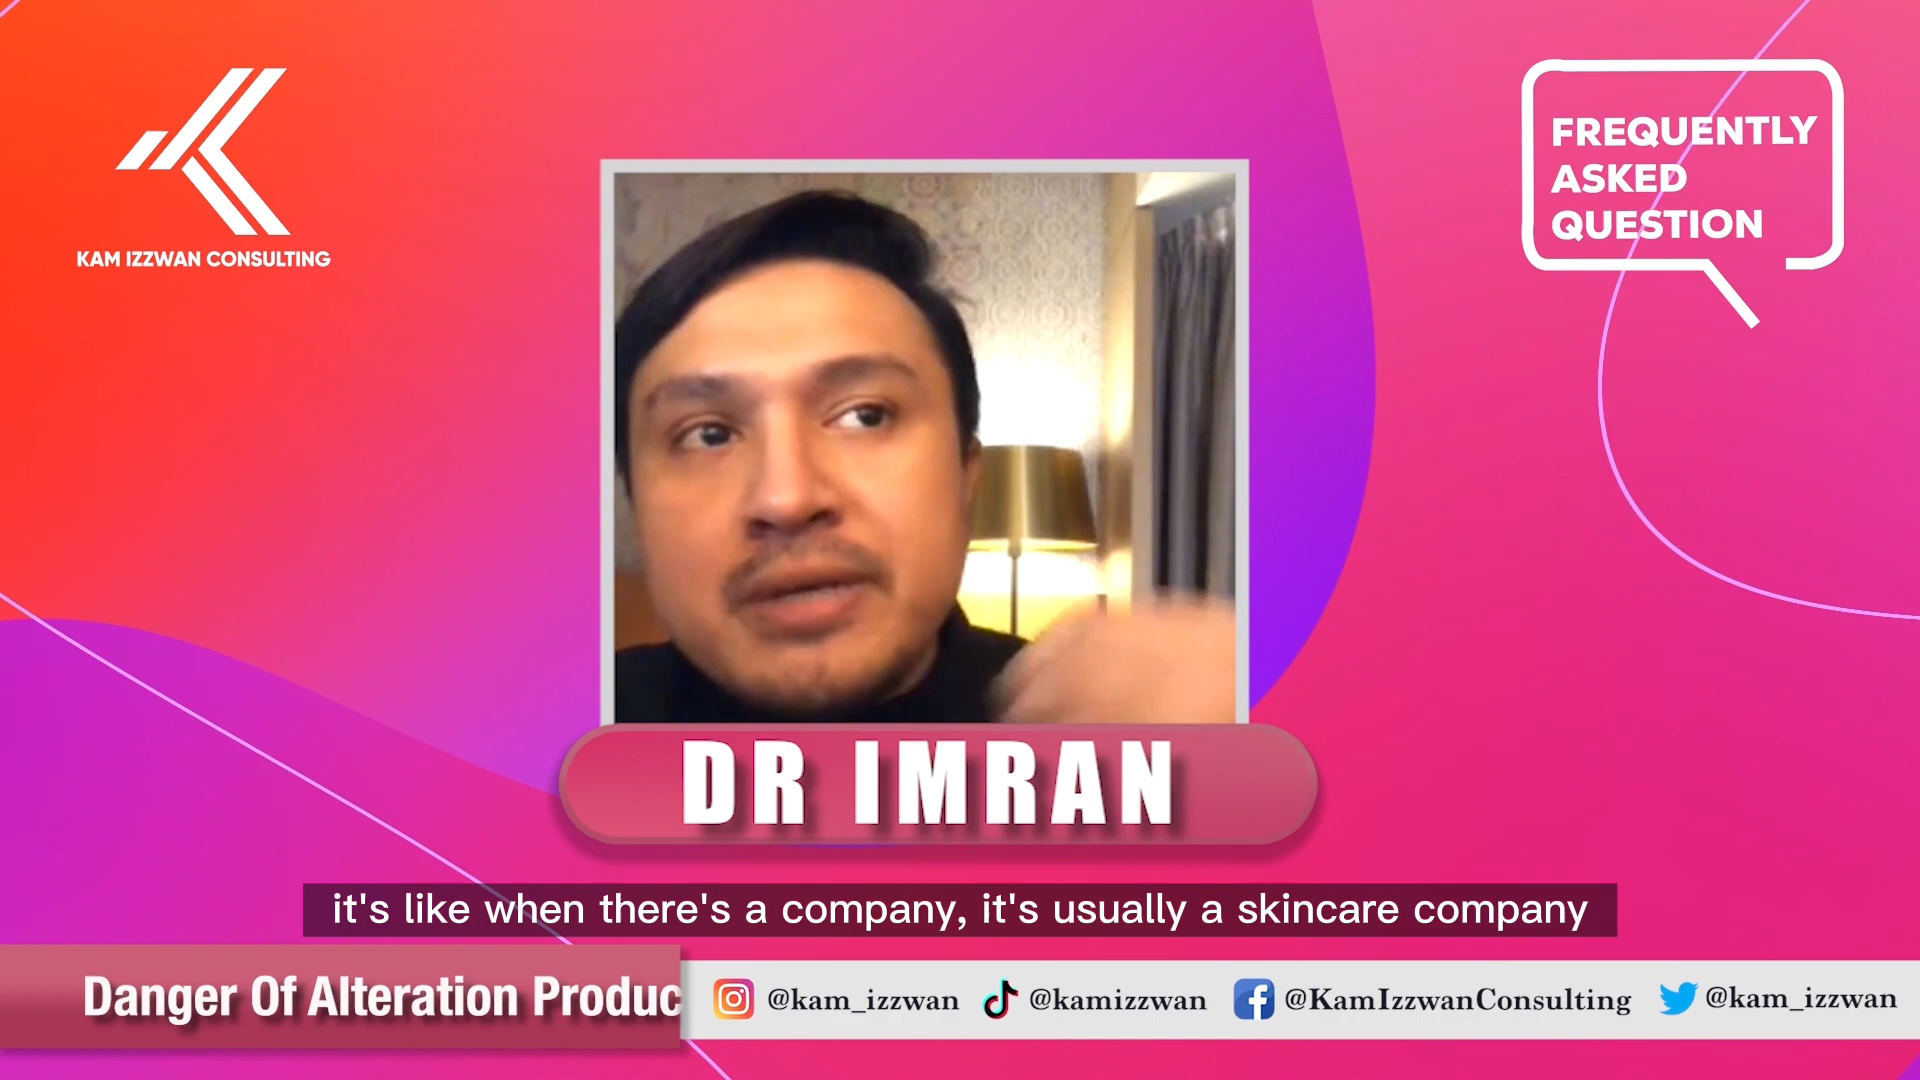 KAM IZZWAN CONSULTING
FREQUENTLY
ASKED
QUESTION
DR IMRAN
it's like when there's a company, it's usually a skincare company
Danger Of Alteration Produc
@kam_izzwan
@kamizzwan
@KamIzzwanConsulting
@kam_izzwan